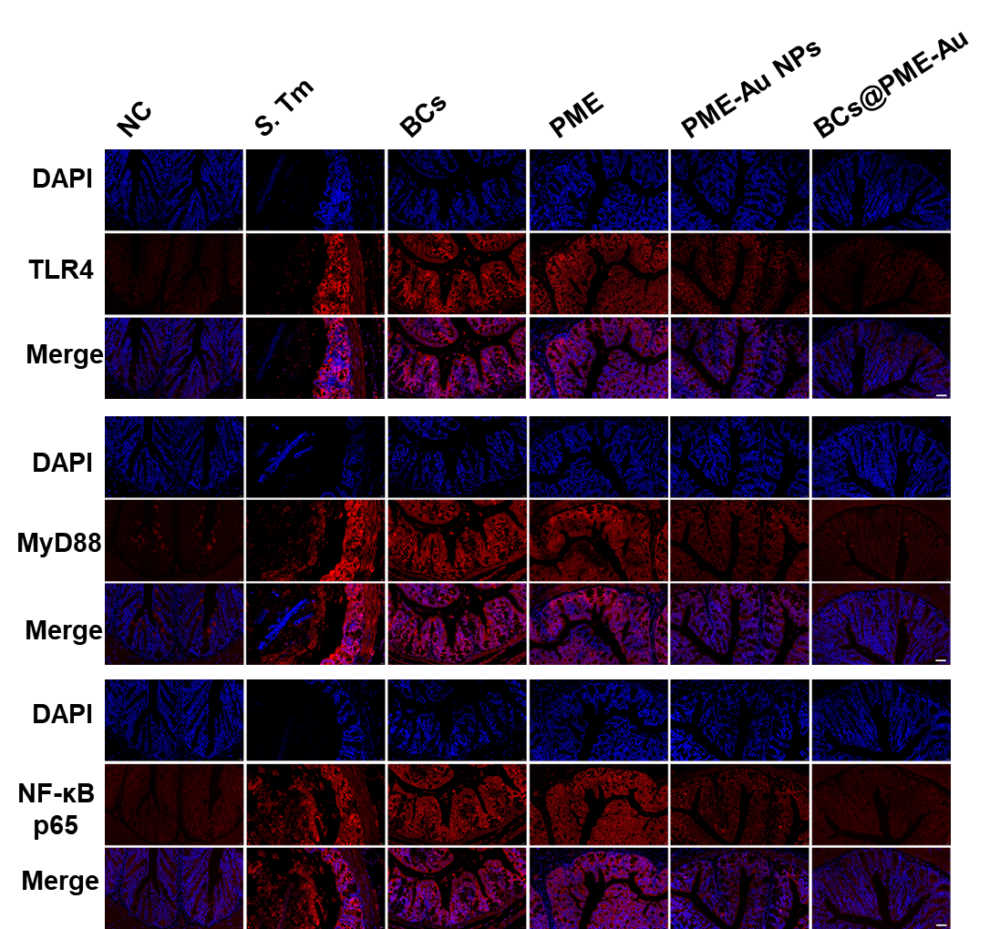 NC
S. Tm
BCs
PME
PME-Au NPs
BCs@PME-Au
DAPI
TLR4
Merge
DAPI
MyD88
Merge
DAPI
NF-κB
p65
Merge